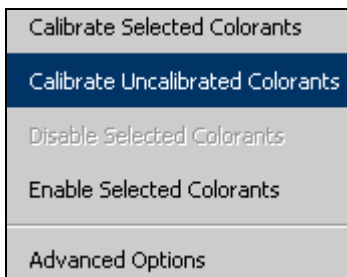 Calibrate Selected Colorants
Calibrate Uncalibrated Colorants
Disable Selected Colorants
Enable Selected Colorants
Advanced Options